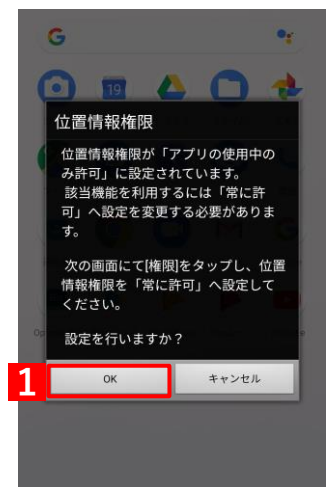 G
19
位置情報権限
位置情報権限が「アプリの使用中の
み許可」に設定されています。
該当機能を利用するには「常に許
可」へ設定を変更する必要がありま
す。
次の画面にて[権限]をタップし、位置
情報権限を「常に許可」へ設定して
ください。
設定を行いますか？
1
OK
キャンセル